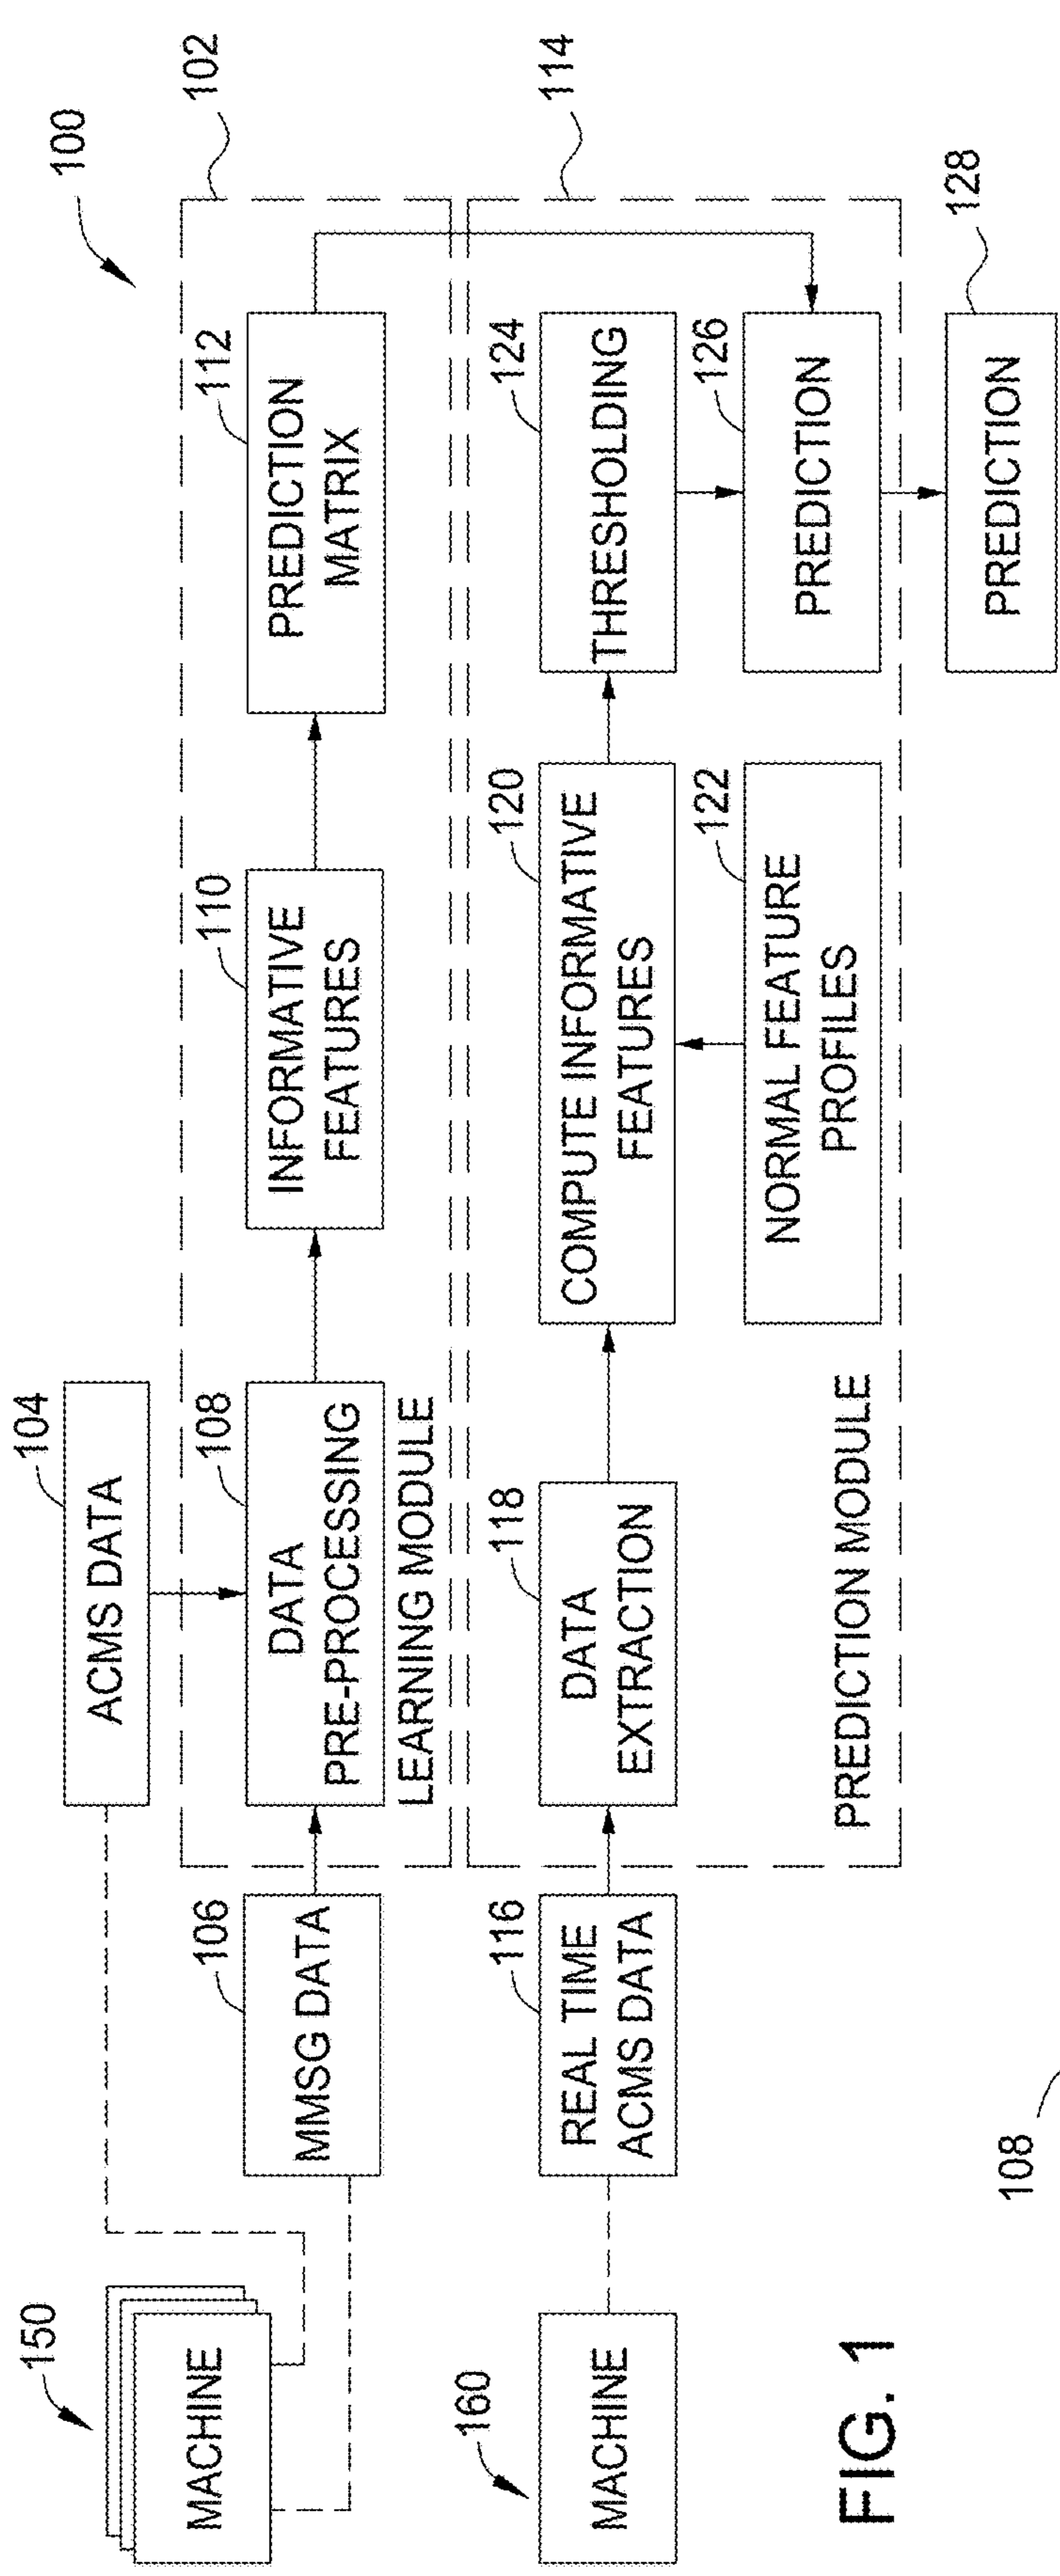 100
102
104
ACMS DATA
150
MACHINE
106
MMSG DATA
108
DATA
PRE-PROCESSING
110
INFORMATIVE
FEATURES
112
PREDICTION
MATRIX
LEARNING MODULE
114
160
MACHINE
116
REAL TIME
ACMS DATA
118
DATA
EXTRACTION
120
COMPUTE INFORMATIVE
FEATURES
124
THRESHOLDING
122
NORMAL FEATURE
PROFILES
126
PREDICTION
PREDICTION MODULE
128
PREDICTION
FIG. 1
108